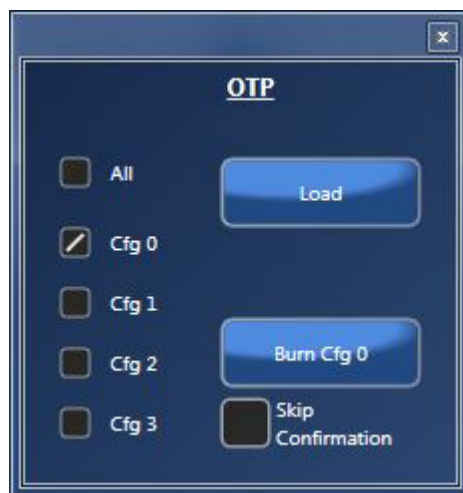 x
OTP
All
Load
Cfg 0
Cfg 1
Cfg 2
Burn Cfg 0
Cfg 3
Skip
Confirmation